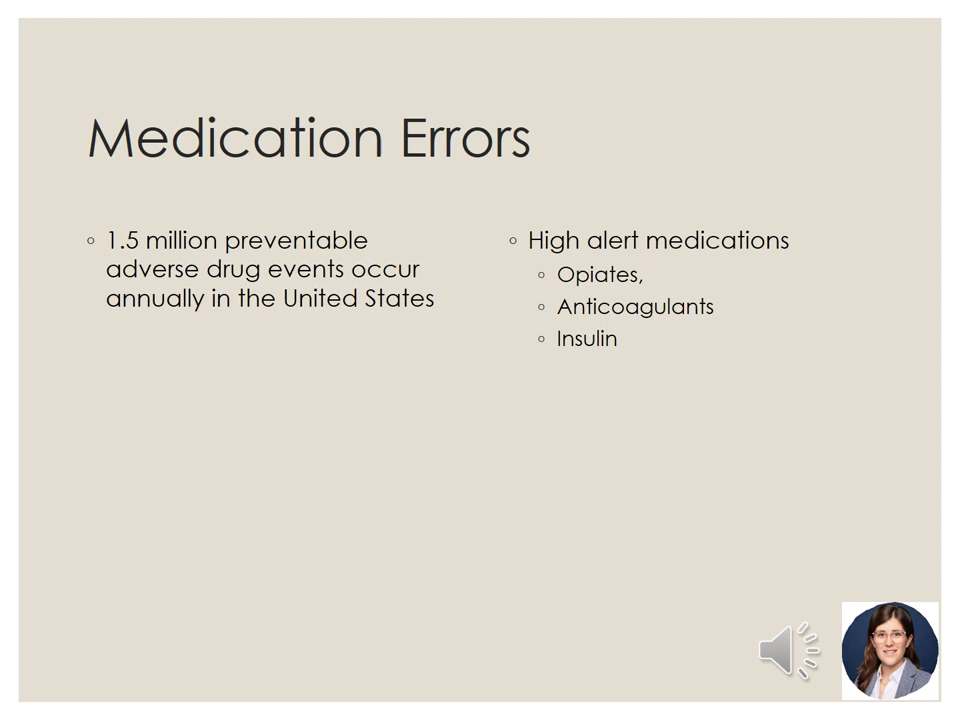 Medication Errors
◦ 1.5 million preventable
adverse drug events occur
annually in the United States
◦ High alert medications
◦ Opiates,
◦ Anticoagulants
◦ Insulin